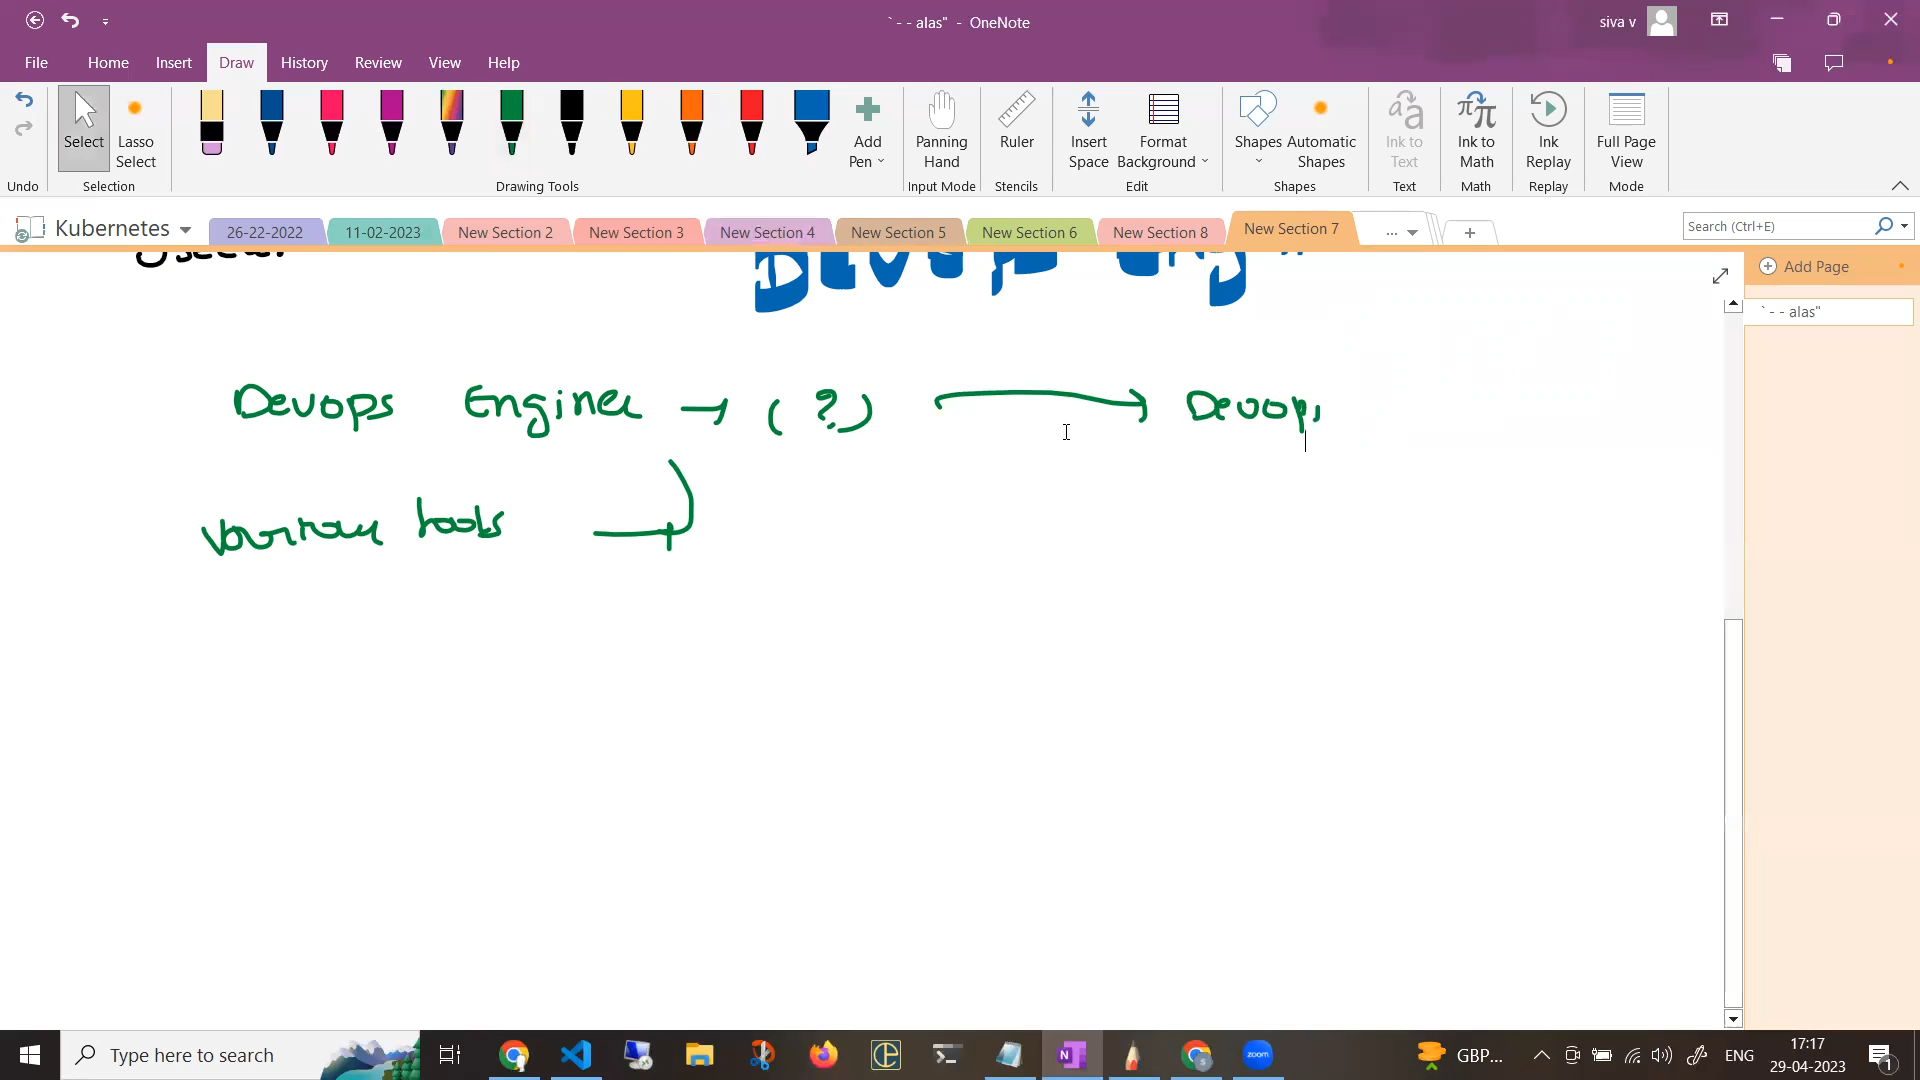 ` - - alas" - OneNote
siva v
File Home Insert Draw History Review View Help
Select
Lasso Select
Add Pen
Panning Hand
Ruler
Insert Space
Format Background
Shapes
Automatic Shapes
Ink to Text
Ink to Math
Ink Replay
Full Page View
Undo Selection Drawing Tools Input Mode Stencils Edit Shapes Text Math Replay Mode
Kubernetes 26-22-2022 11-02-2023 New Section 2 New Section 3 New Section 4 New Section 5 New Section 6 New Section 8 New Section 7 ...
Search (Ctrl+E)
Add Page
` - - alas"
Devops Engineer → ( ? ) → Devops
tools
Type here to search
GBP...
ENG
17:17
29-04-2023
1
zoom